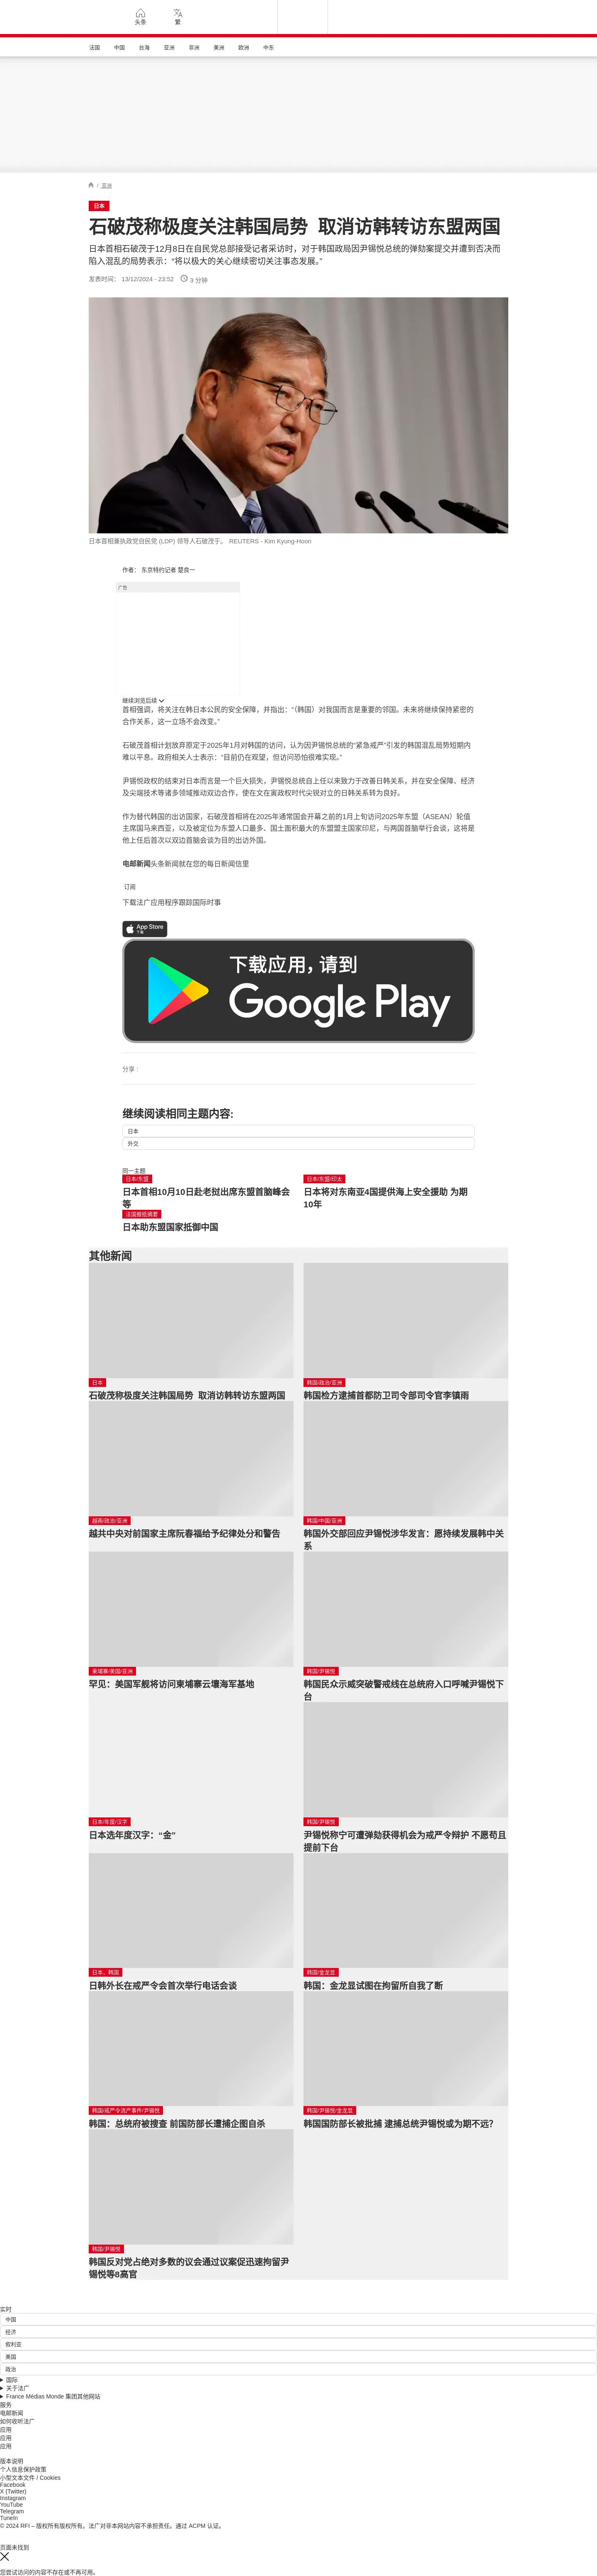 头条
繁
法国
中国
台海
亚洲
非洲
美洲
欧洲
中东
/ 亚洲
日本
石破茂称极度关注韩国局势 取消访韩转访东盟两国
日本首相石破茂于12月8日在自民党总部接受记者采访时，对于韩国政局因尹锡悦总统的弹劾案提交并遭到否决而
陷入混乱的局势表示：“将以极大的关心继续密切关注事态发展。”
发表时间： 13/12/2024 - 23:52
3 分钟
日本首相兼执政党自民党 (LDP) 领导人石破茂于。 REUTERS - Kim Kyung-Hoon
作者： 东京特约记者 楚良一
广告
继续浏览后续
首相强调，将关注在韩日本公民的安全保障，并指出：“（韩国）对我国而言是重要的邻国。未来将继续保持紧密的
合作关系，这一立场不会改变。”
石破茂首相计划放弃原定于2025年1月对韩国的访问，认为因尹锡悦总统的“紧急戒严”引发的韩国混乱局势短期内
难以平息。政府相关人士表示：“目前仍在观望，但访问恐怕很难实现。”
尹锡悦政权的结束对日本而言是一个巨大损失，尹锡悦总统自上任以来致力于改善日韩关系，并在安全保障、经济
及尖端技术等诸多领域推动双边合作，使在文在寅政权时代尖锐对立的日韩关系转为良好。
作为替代韩国的出访国家，石破茂首相将在2025年通常国会开幕之前的1月上旬访问2025年东盟（ASEAN）轮值
主席国马来西亚，以及被定位为东盟人口最多、国土面积最大的东盟盟主国家印尼，与两国首脑举行会谈，这将是
他上任后首次以双边首脑会谈为目的出访外国。
电邮新闻头条新闻就在您的每日新闻信里
订阅
下载法广应用程序跟踪国际时事
App Store
下载
下载应用，请到
Google Play
分享 :
继续阅读相同主题内容:
日本
外交
同一主题
日本/东盟
日本首相10月10日赴老挝出席东盟首脑峰会
等
日本/东盟/印太
日本将对东南亚4国提供海上安全援助 为期
10年
法国报纸摘要
日本助东盟国家抵御中国
其他新闻
日本
石破茂称极度关注韩国局势 取消访韩转访东盟两国
韩国/政治/亚洲
韩国检方逮捕首都防卫司令部司令官李镇雨
越南/政治/亚洲
越共中央对前国家主席阮春福给予纪律处分和警告
韩国/中国/亚洲
韩国外交部回应尹锡悦涉华发言：愿持续发展韩中关
系
柬埔寨/美国/亚洲
罕见：美国军舰将访问柬埔寨云壤海军基地
韩国/尹锡悦
韩国民众示威突破警戒线在总统府入口呼喊尹锡悦下
台
日本/年度/汉字
日本选年度汉字：“金”
韩国/尹锡悦
尹锡悦称宁可遭弹劾获得机会为戒严令辩护 不愿苟且
提前下台
日本、韩国
日韩外长在戒严令会首次举行电话会谈
韩国/金龙显
韩国：金龙显试图在拘留所自我了断
韩国/戒严令流产事件/尹锡悦
韩国：总统府被搜查 前国防部长遭捕企图自杀
韩国/尹锡悦/金龙显
韩国国防部长被批捕 逮捕总统尹锡悦或为期不远？
韩国/尹锡悦
韩国反对党占绝对多数的议会通过议案促迅速拘留尹
锡悦等8高官
实时
中国
经济
叙利亚
美国
政治
国际
关于法广
France Médias Monde 集团其他网站
服务
电邮新闻
如何收听法广
应用
应用
应用
版本说明
个人信息保护政策
小型文本文件 / Cookies
Facebook
X (Twitter)
Instagram
YouTube
Telegram
TuneIn
© 2024 RFI – 版权所有版权所有。法广对非本网站内容不承担责任。通过 ACPM 认证。
页面未找到
您尝试访问的内容不存在或不再可用。